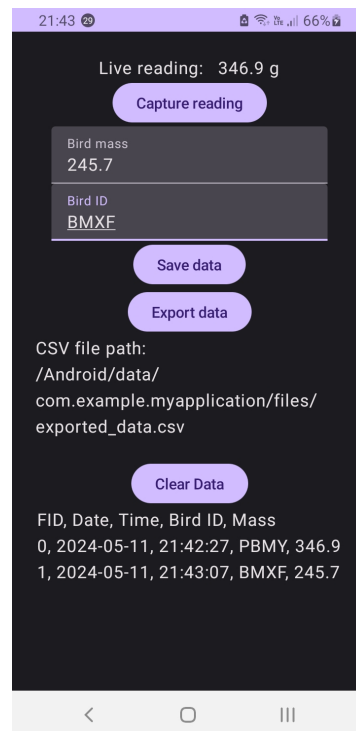 21:43 29 66%
Live reading: 346.9 g
Capture reading
Bird mass
245.7
Bird ID
BMXF
Save data
Export data
CSV file path:
/Android/data/
com.example.myapplication/files/
exported_data.csv
Clear Data
FID, Date, Time, Bird ID, Mass
0, 2024-05-11, 21:42:27, PBMY, 346.9
1, 2024-05-11, 21:43:07, BMXF, 245.7